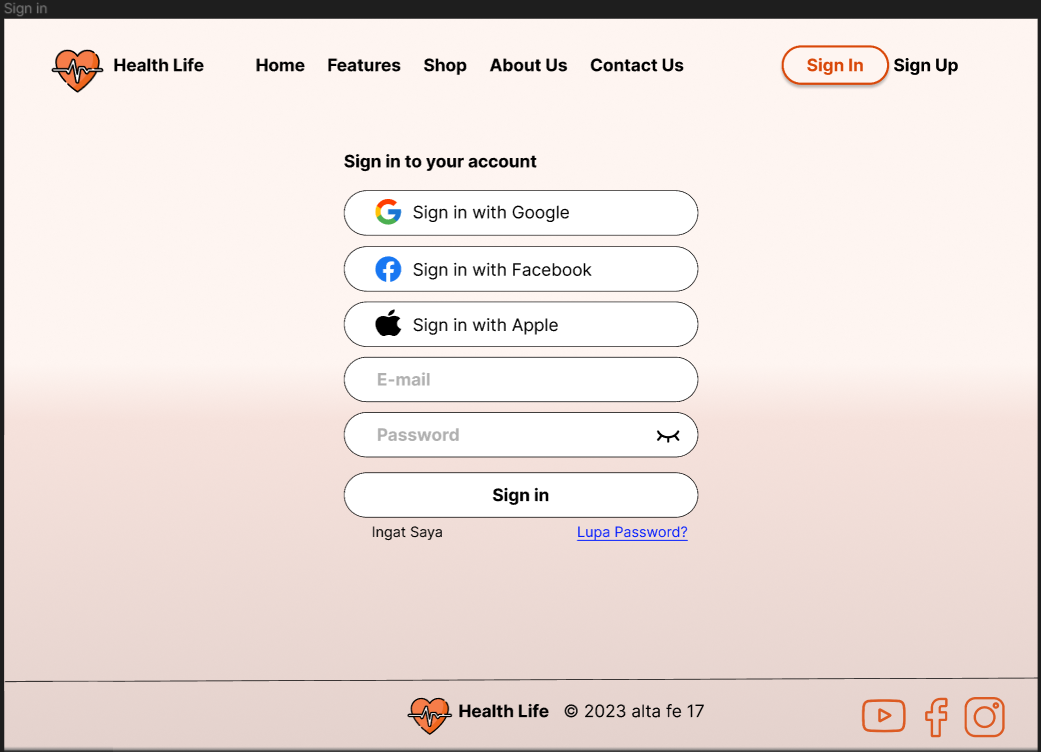 Sign in
Health Life Home Features Shop About Us Contact Us Sign In Sign Up
Sign in to your account
Sign in with Google
Sign in with Facebook
Sign in with Apple
E-mail
Password
Sign in
Ingat Saya Lupa Password?
Health Life © 2023 alta fe 17